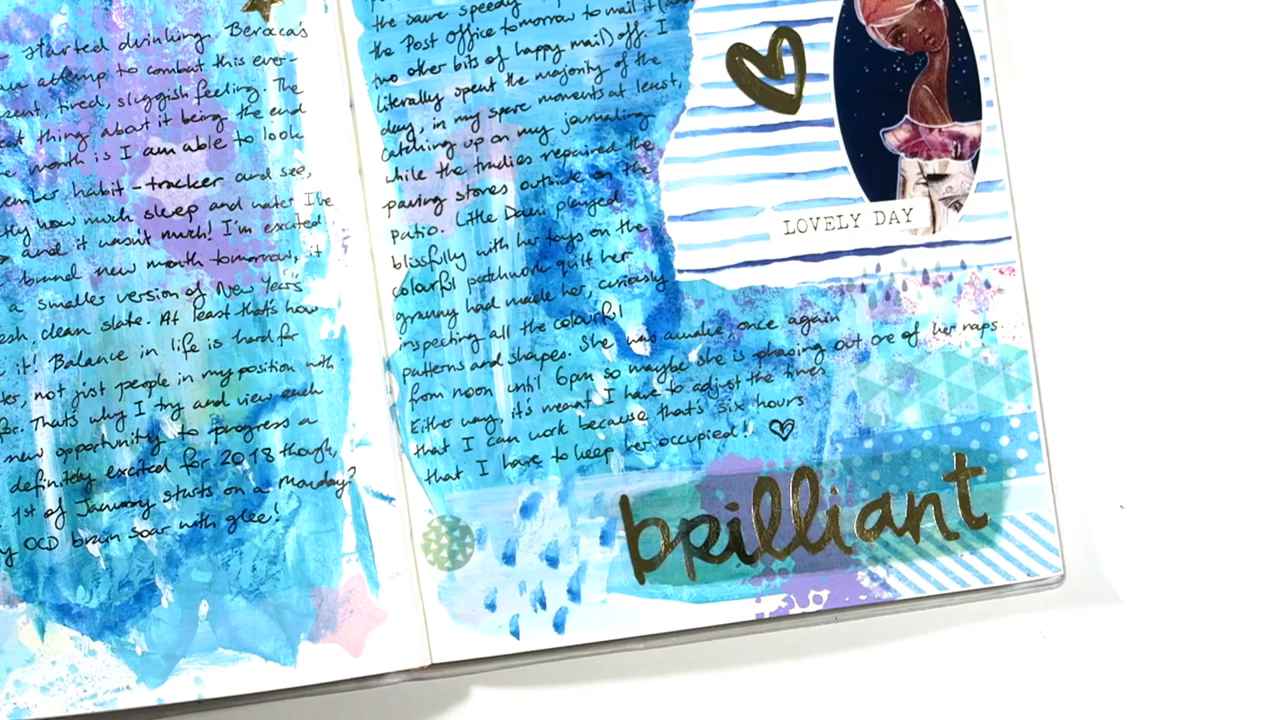 started drinking Berocca's
attempt to combat this ever-
sent, tired, sluggish feeling. The
thing about it being the end
month is I am able to look
ember habit-tracker and see,
tly how much sleep and water I've
and it wasn't much! I'm excited
brand new month tomorrow, it
a smaller version of New Years
esh, clean slate. At least that's how
it! Balance in life is hard for
ter, not just people in my position with
for. That's why I try and view each
new opportunity to progress a
definitely excited for 2018 though,
1st of January starts on a Monday?
y OCD brain soar with glee!
the same speedy
the Post office tomorrow to mail it (and
two other bits of happy mail) off. I
literally spent the majority of the
day, in my spare moments at least,
catching up on my journaling
while the tradies repaired the
paving stones outside on the
patio. Little Dami played
blissfully with her toys on the
colourful patchwork quilt her
granny had made her, curiously
inspecting all the colourful
patterns and shapes. She was awake once again
from noon until 6pm so maybe she is phasing out one of her naps.
Either way, it's meant I have to adjust the times
that I can work because that's six hours
that I have to keep her occupied!
LOVELY DAY
brilliant